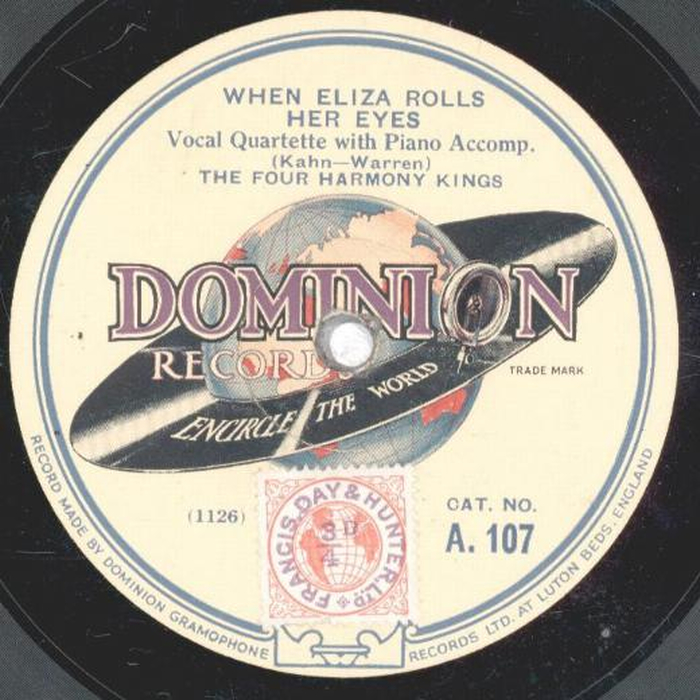 WHEN ELIZA ROLLS
HER EYES
Vocal Quartette with Piano Accomp.
(Kahn—Warren)
THE FOUR HARMONY KINGS
DOMINION
RECORDS
ENCIRCLE THE WORLD
TRADE MARK
(1126)
CAT. NO.
A. 107
FRANCIS, DAY & HUNTER, LTD
3/4 D
RECORD MADE BY DOMINION GRAMOPHONE RECORDS LTD. AT LUTON BEDS. ENGLAND